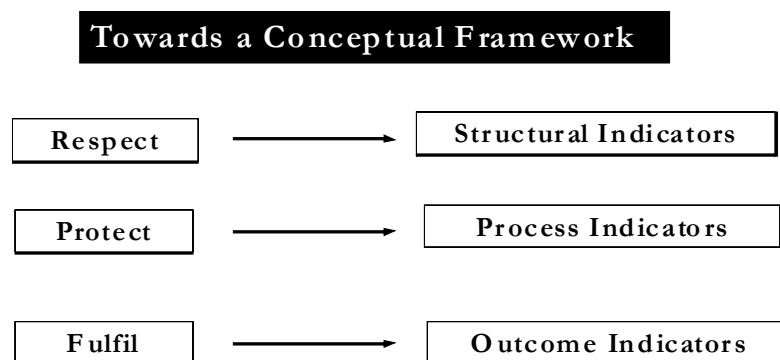 Towards a Conceptual Framework
Respect
Structural Indicators
Protect
Process Indicators
Fulfil
Outcome Indicators